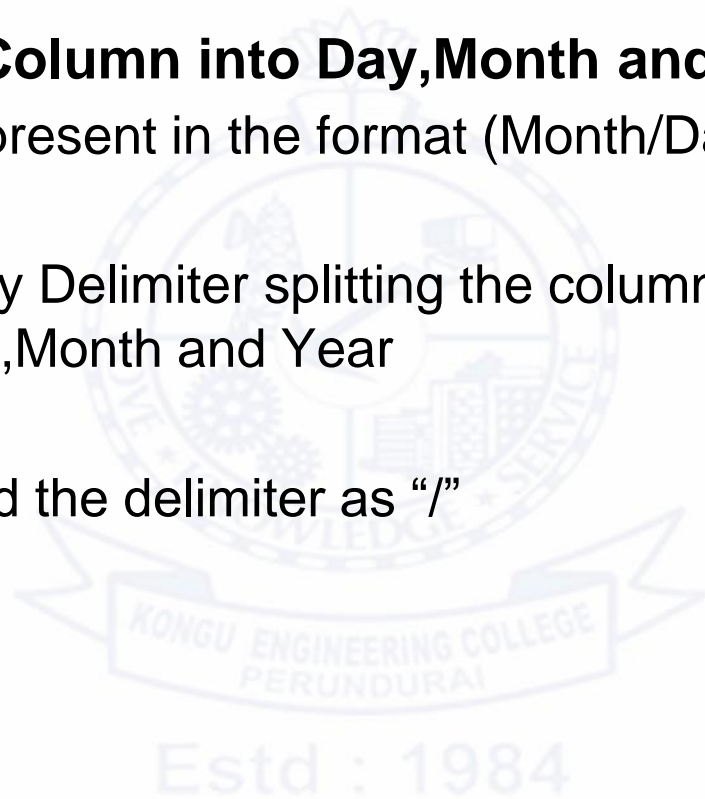 Column into Day,Month and
present in the format (Month/Da
y Delimiter splitting the column
,Month and Year
d the delimiter as “/”
SERVICE
KONGU ENGINEERING COLLEGE
PERUNDURAI
Estd : 1984